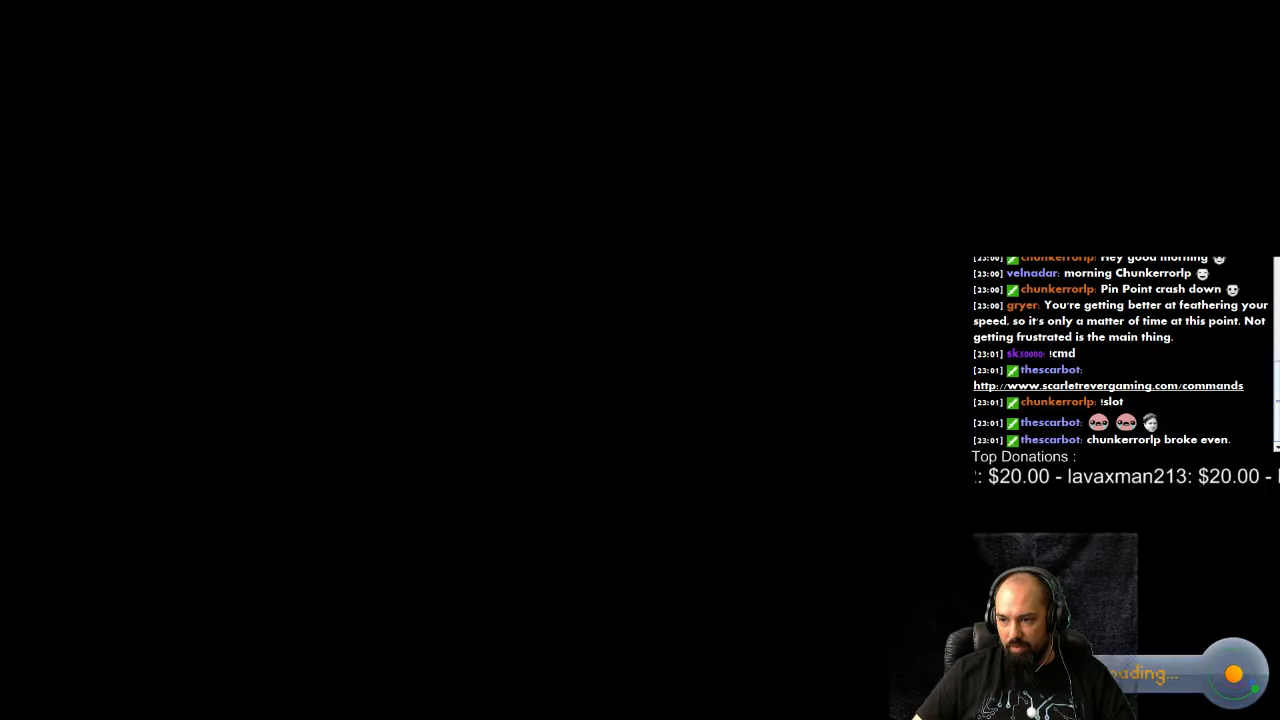 [23:00] chunkerrorlp: Hey good morning
[23:00] velnadar: morning Chunkerrorlp
[23:00] chunkerrorlp: Pin Point crash down
[23:00] gryer: You're getting better at feathering your
speed, so it's only a matter of time at this point. Not
getting frustrated is the main thing.
[23:01] sk50000: !cmd
[23:01] thescarbot:
http://www.scarletrevergaming.com/commands
[23:01] chunkerrorlp: !slot
[23:01] thescarbot:
[23:01] thescarbot: chunkerrorlp broke even.
Top Donations :
: $20.00 - lavaxman213: $20.00 -
oading...